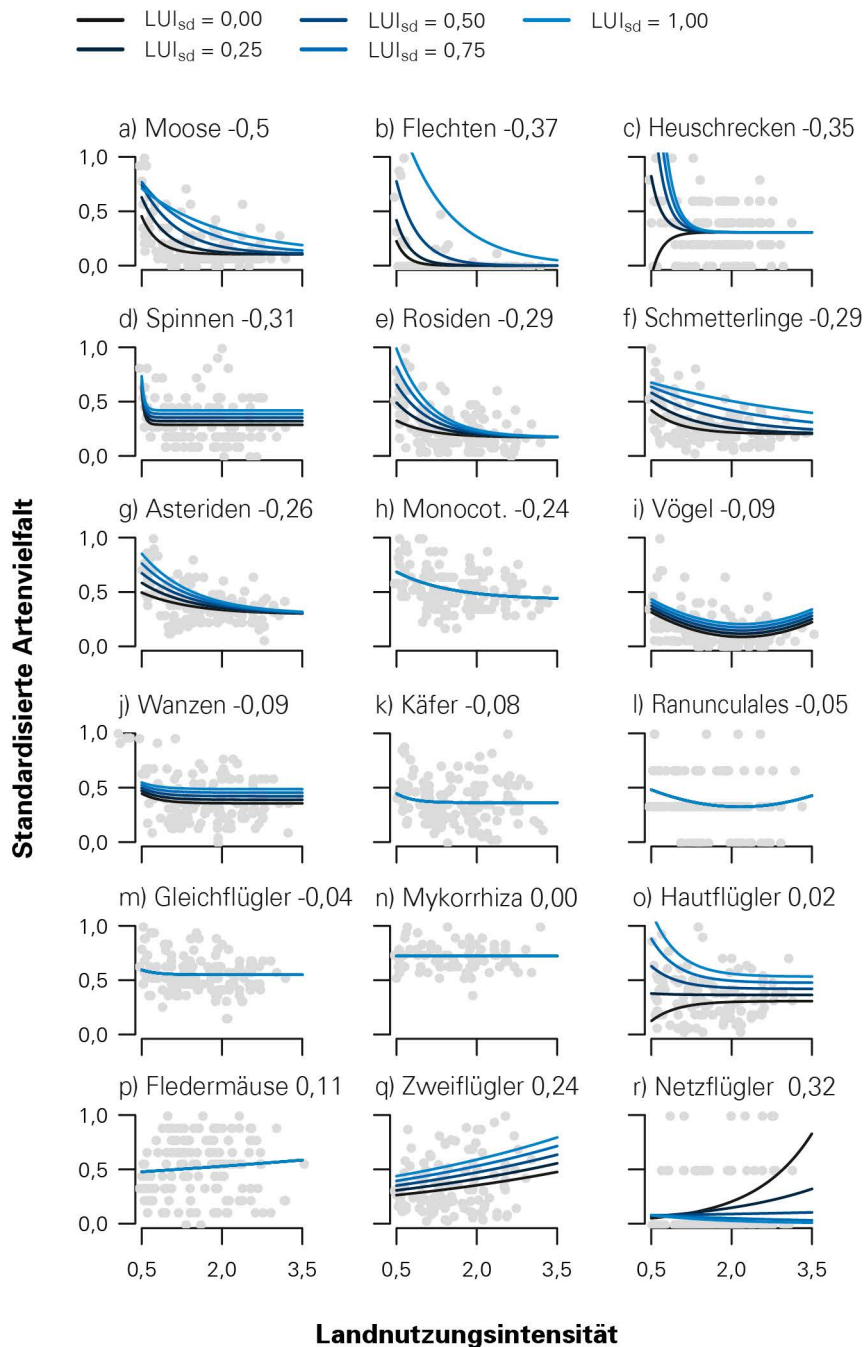 LUIsd = 0,00 LUIsd = 0,50 LUIsd = 1,00
LUIsd = 0,25 LUIsd = 0,75
a) Moose -0,5 b) Flechten -0,37 c) Heuschrecken -0,35
1,0
0,5
0,0
d) Spinnen -0,31 e) Rosiden -0,29 f) Schmetterlinge -0,29
1,0
0,5
0,0
g) Asteriden -0,26 h) Monocot. -0,24 i) Vögel -0,09
1,0
0,5
0,0
j) Wanzen -0,09 k) Käfer -0,08 l) Ranunculales -0,05
1,0
0,5
0,0
m) Gleichflügler -0,04 n) Mykorrhiza 0,00 o) Hautflügler 0,02
1,0
0,5
0,0
p) Fledermäuse 0,11 q) Zweiflügler 0,24 r) Netzflügler 0,32
1,0
0,5
0,0
0,5 2,0 3,5 0,5 2,0 3,5 0,5 2,0 3,5
Standardisierte Artenvielfalt
Landnutzungsintensität